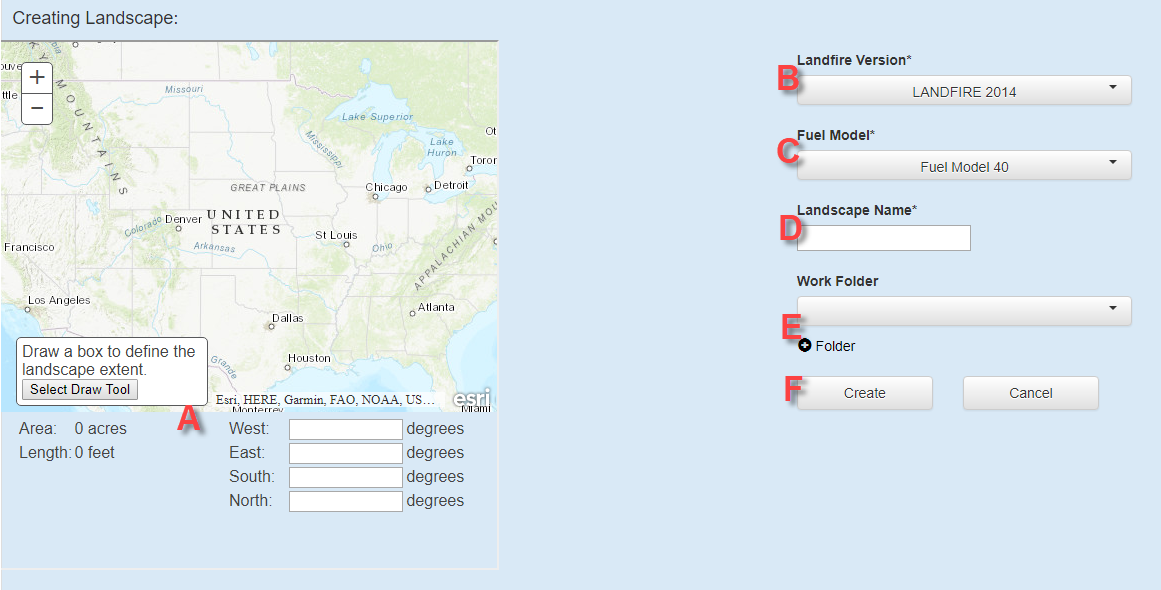 Creating Landscape:
+
−
ouve
ttle
K Y M O U N T A I N S
Missouri
Lake Superior
Mississippi
Ot
Lake
Huron
Toror
GREAT PLAINS
Chicago
Detroit
Denver
UNITED
STATES
Colorado
Arkansas
St Louis
Ohio
APPALACHIAN MOU
Francisco
Los Angeles
Atlanta
Dallas
Houston
Grande
Monterrey
Miami
Draw a box to define the
landscape extent.
Select Draw Tool
Esri, HERE, Garmin, FAO, NOAA, US…
esri
A
Area: 0 acres
Length: 0 feet
West: degrees
East: degrees
South: degrees
North: degrees
Landfire Version*
B
LANDFIRE 2014
Fuel Model*
C
Fuel Model 40
Landscape Name*
D
Work Folder
E
Folder
F
Create
Cancel